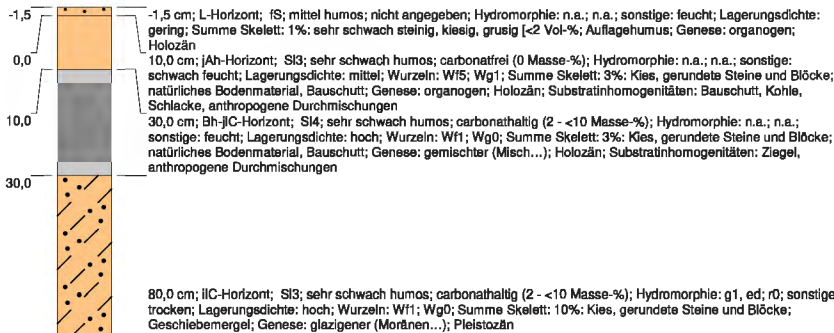 -1,5
-1,5 cm; L-Horizont; fS; mittel humos; nicht angegeben; Hydromorphie: n.a.; n.a.; sonstige: feucht; Lagerungsdichte:
gering; Summe Skelett: 1%: sehr schwach steinig, kiesig, grusig [<2 Vol-%; Auflagehumus; Genese: organogen;
Holozän
0,0
10,0 cm; jAh-Horizont; Sl3; sehr schwach humos; carbonatfrei (0 Masse-%); Hydromorphie: n.a.; n.a.; sonstige:
schwach feucht; Lagerungsdichte: mittel; Wurzeln: Wf5; Wg1; Summe Skelett: 3%: Kies, gerundete Steine und Blöcke;
natürliches Bodenmaterial, Bauschutt; Genese: organogen; Holozän; Substratinhomogenitäten: Bauschutt, Kohle,
Schlacke, anthropogene Durchmischungen
10,0
30,0 cm; Bh-jlC-Horizont; Sl4; sehr schwach humos; carbonathaltig (2 - <10 Masse-%); Hydromorphie: n.a.; n.a.;
sonstige: feucht; Lagerungsdichte: hoch; Wurzeln: Wf1; Wg0; Summe Skelett: 3%: Kies, gerundete Steine und Blöcke;
natürliches Bodenmaterial, Bauschutt; Genese: gemischter (Misch...); Holozän; Substratinhomogenitäten: Ziegel,
anthropogene Durchmischungen
30,0
80,0 cm; ilC-Horizont; Sl3; sehr schwach humos; carbonathaltig (2 - <10 Masse-%); Hydromorphie: g1, ed; r0; sonstige
trocken; Lagerungsdichte: hoch; Wurzeln: Wf1; Wg0; Summe Skelett: 10%: Kies, gerundete Steine und Blöcke;
Geschiebemergel; Genese: glazigener (Moränen...); Pleistozän